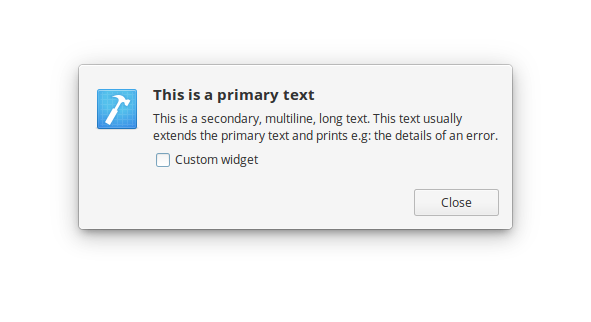 This is a primary text
This is a secondary, multiline, long text. This text usually
extends the primary text and prints e.g: the details of an error.
Custom widget
Close